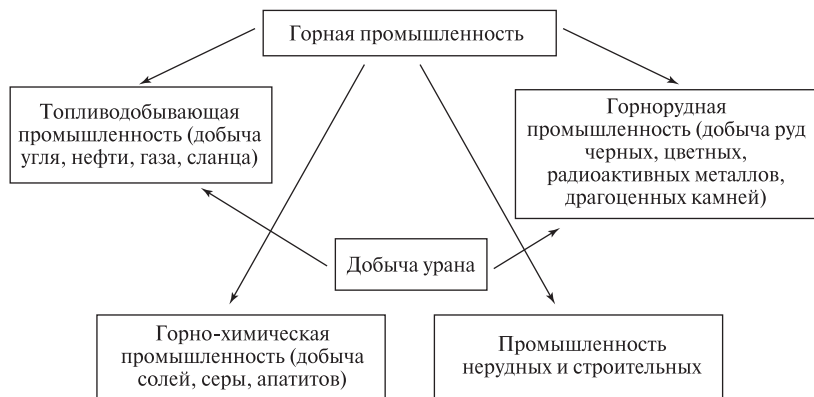 Горная промышленность
Топливодобывающая
промышленность (добыча
угля, нефти, газа, сланца)
Горнорудная
промышленность (добыча руд
черных, цветных,
радиоактивных металлов,
драгоценных камней)
Добыча урана
Горно-химическая
промышленность (добыча
солей, серы, апатитов)
Промышленность
нерудных и строительных